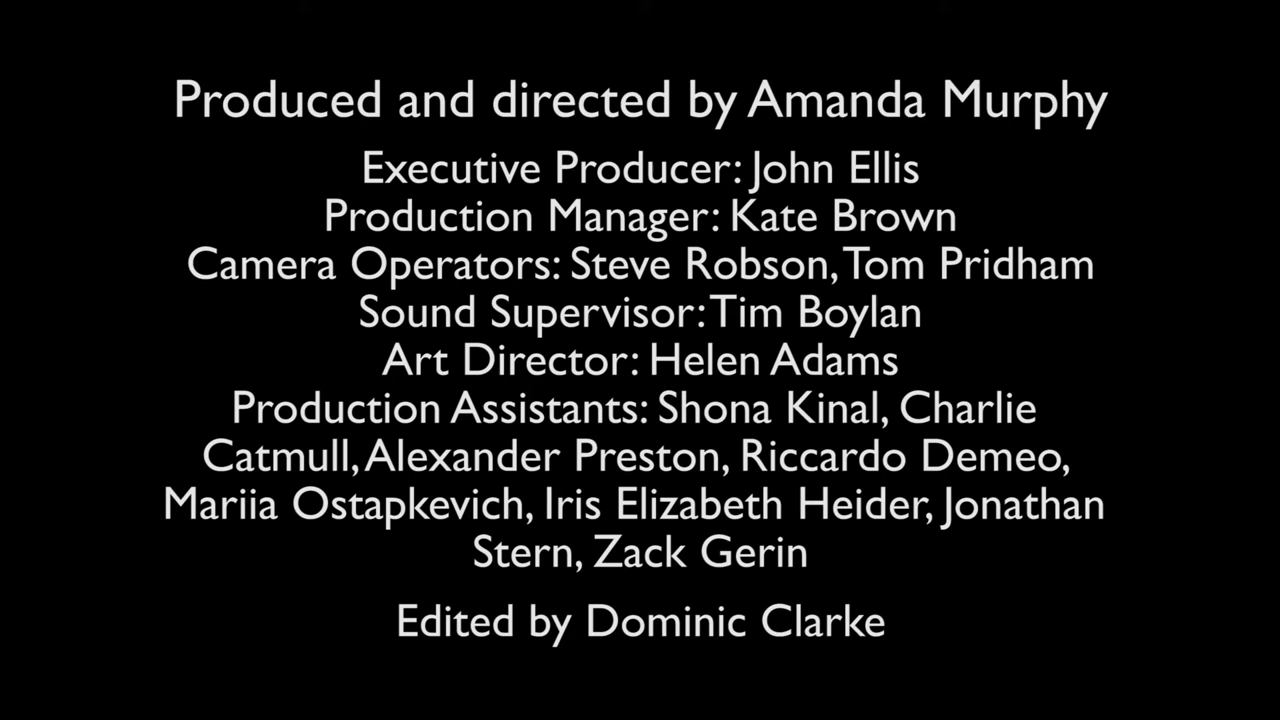 Produced and directed by Amanda Murphy
Executive Producer: John Ellis
Production Manager: Kate Brown
Camera Operators: Steve Robson, Tom Pridham
Sound Supervisor: Tim Boylan
Art Director: Helen Adams
Production Assistants: Shona Kinal, Charlie
Catmull, Alexander Preston, Riccardo Demeo,
Mariia Ostapkevich, Iris Elizabeth Heider, Jonathan
Stern, Zack Gerin
Edited by Dominic Clarke